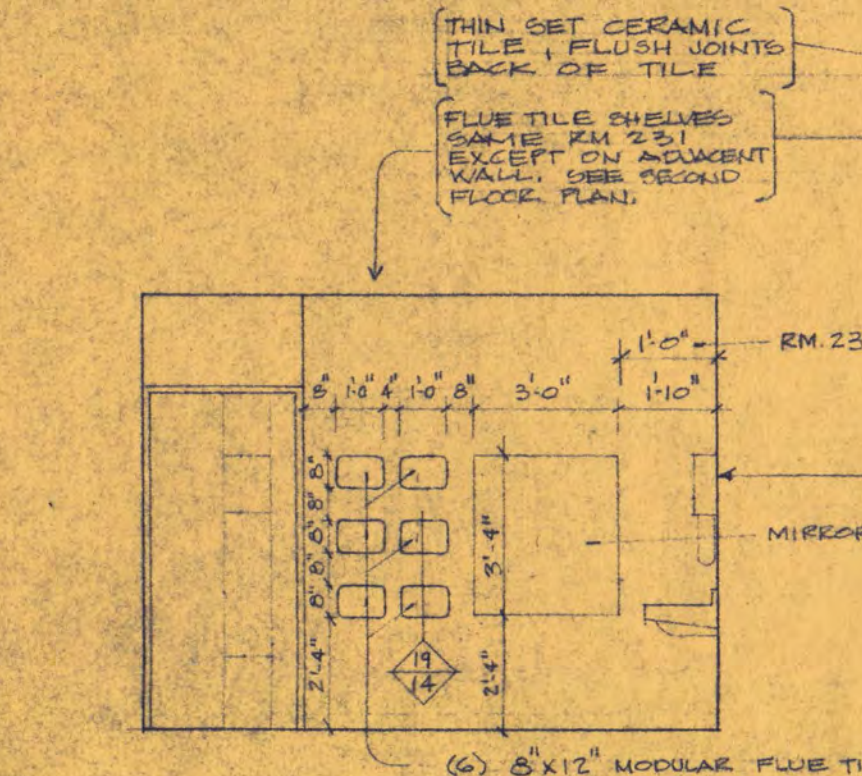 THIN SET CERAMIC
TILE, FLUSH JOINTS
BACK OF TILE
FLUE TILE SHELVES
SAME RM 231
EXCEPT ON ADJACENT
WALL. SEE SECOND
FLOOR PLAN.
1'-0" RM. 23
8" 1'-0" 4" 1'-0" 8" 3'-0" 1'-10"
8"
8"
8"
8"
8"
2'-4"
3'-4"
2'-4"
MIRROR
19
14
(6) 8"X12" MODULAR FLUE TI